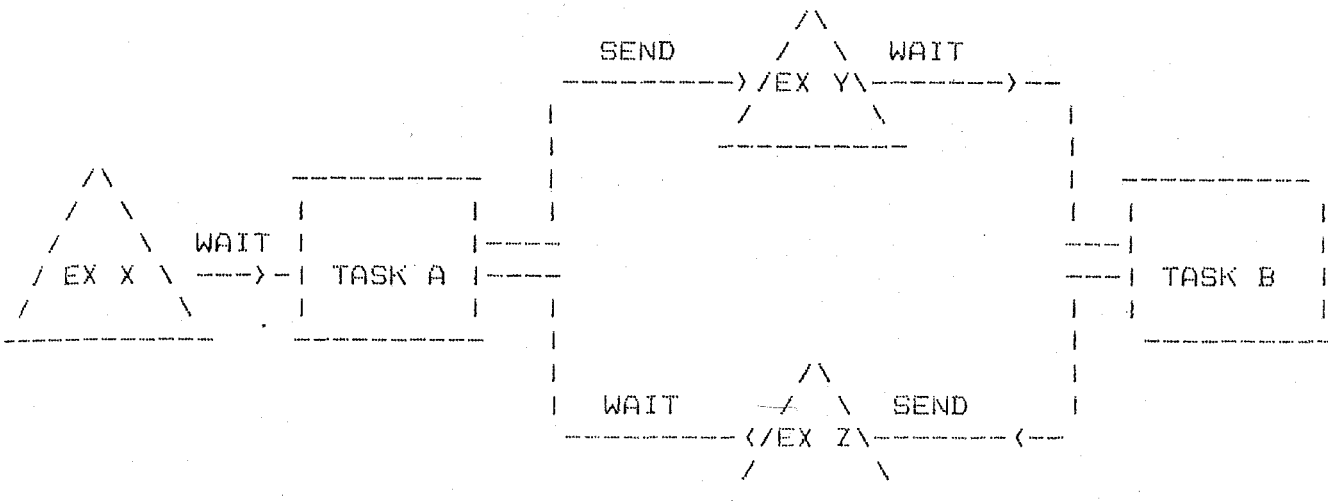 SEND WAIT
EX Y
WAIT
EX X TASK A TASK B
WAIT SEND
EX Z